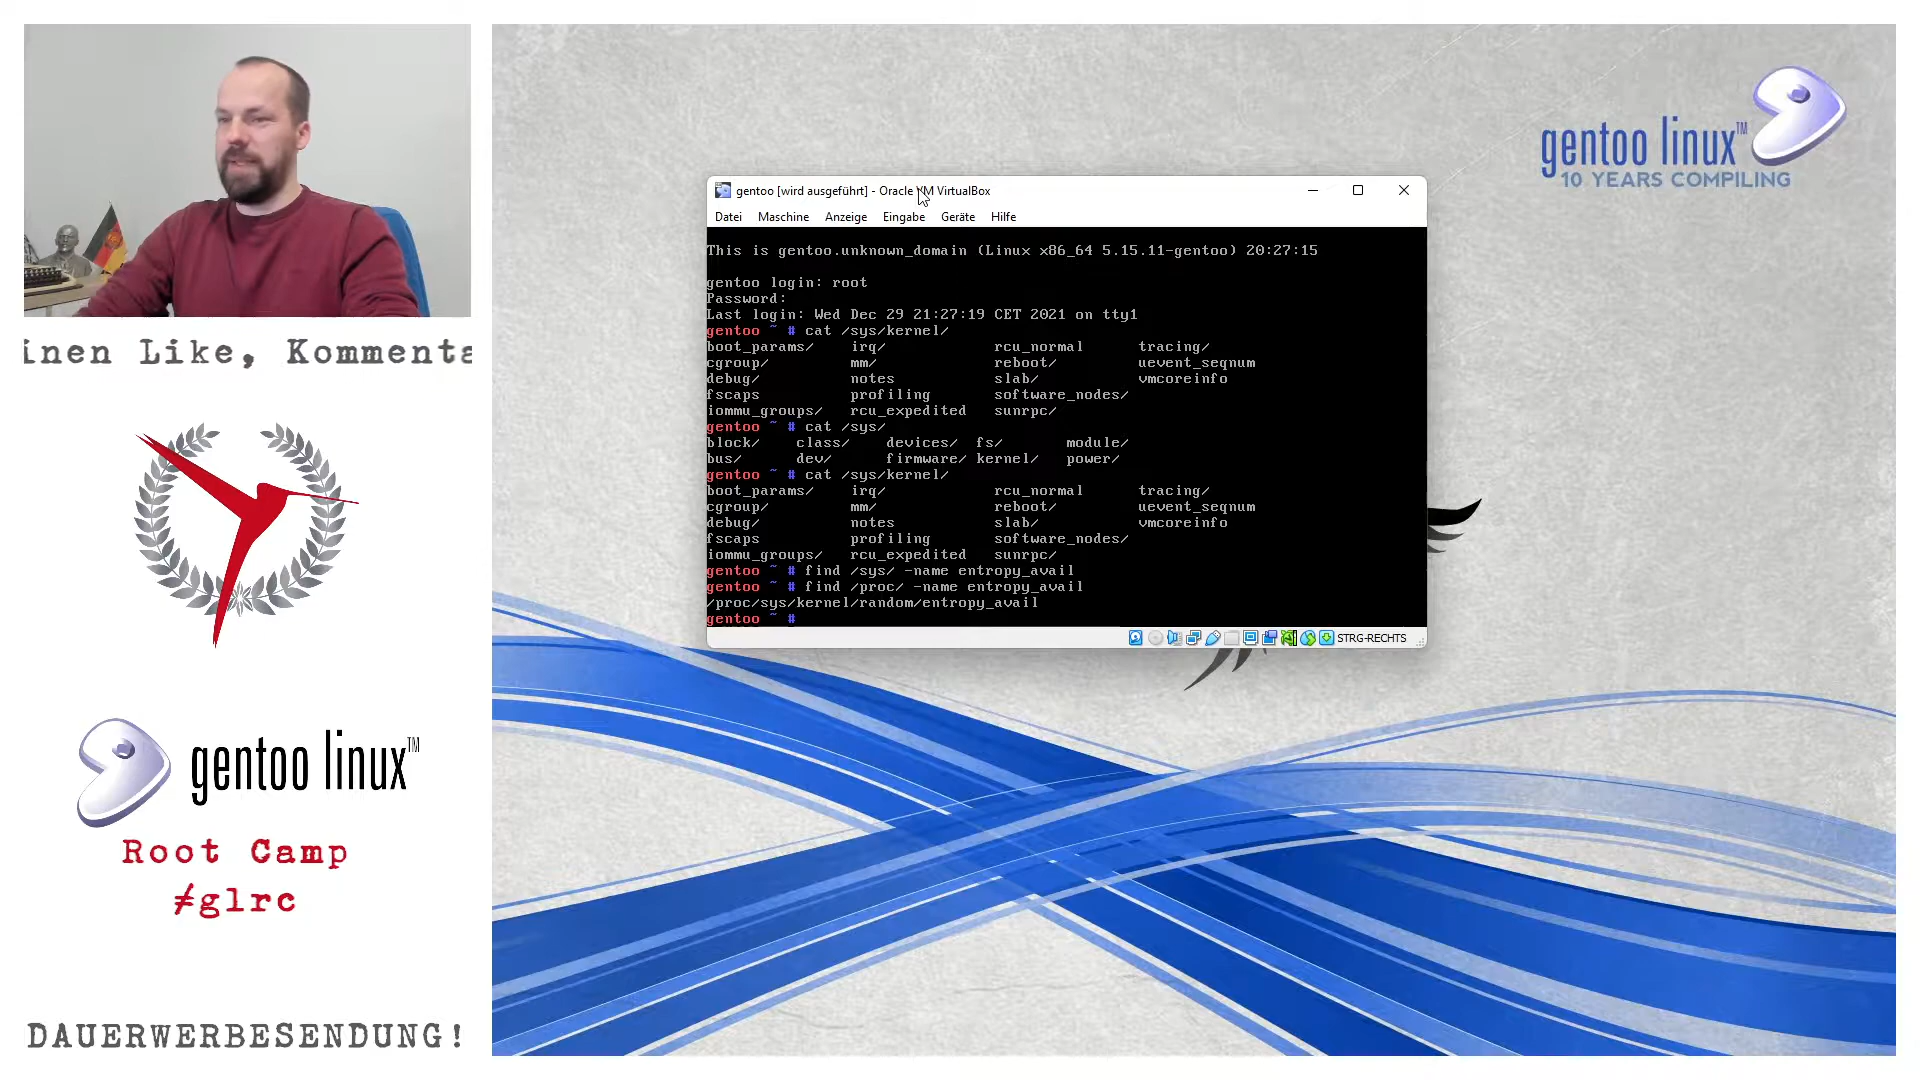 inen Like, Kommenta
gentoo linux™
Root Camp
#glrc
DAUERWERBESENDUNG!
gentoo linux™
10 YEARS COMPILING
gentoo [wird ausgeführt] - Oracle VM VirtualBox
Datei Maschine Anzeige Eingabe Geräte Hilfe
This is gentoo.unknown_domain (Linux x86_64 5.15.11-gentoo) 20:27:15
gentoo login: root
Password:
Last login: Wed Dec 29 21:27:19 CET 2021 on tty1
gentoo ~ # cat /sys/kernel/
boot_params/ irq/ rcu_normal tracing/
cgroup/ mm/ reboot/ uevent_seqnum
debug/ notes slab/ vmcoreinfo
fscaps profiling software_nodes/
iommu_groups/ rcu_expedited sunrpc/
gentoo ~ # cat /sys/
block/ class/ devices/ fs/ module/
bus/ dev/ firmware/ kernel/ power/
gentoo ~ # cat /sys/kernel/
boot_params/ irq/ rcu_normal tracing/
cgroup/ mm/ reboot/ uevent_seqnum
debug/ notes slab/ vmcoreinfo
fscaps profiling software_nodes/
iommu_groups/ rcu_expedited sunrpc/
gentoo ~ # find /sys/ -name entropy_avail
gentoo ~ # find /proc/ -name entropy_avail
/proc/sys/kernel/random/entropy_avail
gentoo ~ #
STRG-RECHTS